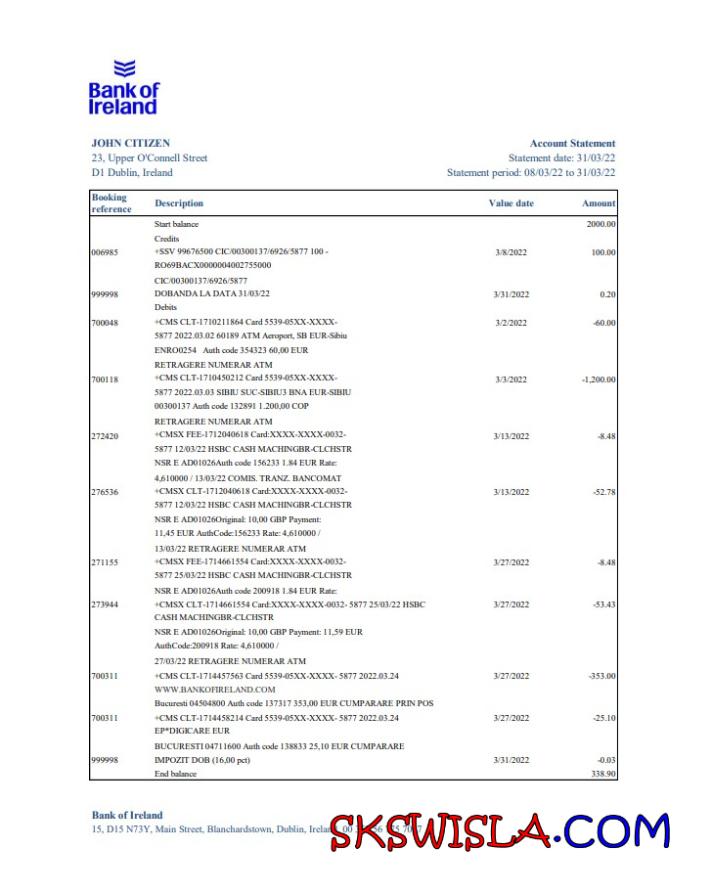 Bank of
Ireland
JOHN CITIZEN
23, Upper O'Connell Street
D1 Dublin, Ireland
Account Statement
Statement date: 31/03/22
Statement period: 08/03/22 to 31/03/22
Booking reference Description Value date Amount
Start balance 2000.00
Credits
006985 +SSV 99676500 CIC/00300137/6926/5877 100 - 3/8/2022 100.00
RO69BACX0000004002755000
CIC/00300137/6926/5877
999998 DOBANDA LA DATA 31/03/22 3/31/2022 0.20
Debits
700048 +CMS CLT-1710211864 Card 5539-05XX-XXXX- 3/2/2022 -60.00
5877 2022.03.02 60189 ATM Aeroport, SB EUR-Sibiu
ENRO0254 Auth code 354323 60,00 EUR
RETRAGERE NUMERAR ATM
700118 +CMS CLT-1710450212 Card 5539-05XX-XXXX- 3/3/2022 -1,200.00
5877 2022.03.03 SIBIU SUC-SIBIU3 BNA EUR-SIBIU
00300137 Auth code 132891 1.200,00 COP
RETRAGERE NUMERAR ATM
272420 +CMSX FEE-1712040618 Card:XXXX-XXXX-0032- 3/13/2022 -8.48
5877 12/03/22 HSBC CASH MACHINGBR-CLCHSTR
NSR E AD01026Auth code 156233 1.84 EUR Rate:
4,610000 / 13/03/22 COMIS. TRANZ. BANCOMAT
276536 +CMSX CLT-1712040618 Card:XXXX-XXXX-0032- 3/13/2022 -52.78
5877 12/03/22 HSBC CASH MACHINGBR-CLCHSTR
NSR E AD01026Original: 10,00 GBP Payment:
11,45 EUR AuthCode:156233 Rate: 4,610000 /
13/03/22 RETRAGERE NUMERAR ATM
271155 +CMSX FEE-1714661554 Card:XXXX-XXXX-0032- 3/27/2022 -8.48
5877 25/03/22 HSBC CASH MACHINGBR-CLCHSTR
NSR E AD01026Auth code 200918 1.84 EUR Rate:
273944 +CMSX CLT-1714661554 Card:XXXX-XXXX-0032- 5877 25/03/22 HSBC 3/27/2022 -53.43
CASH MACHINGBR-CLCHSTR
NSR E AD01026Original: 10,00 GBP Payment: 11,59 EUR
AuthCode:200918 Rate: 4,610000 /
27/03/22 RETRAGERE NUMERAR ATM
700311 +CMS CLT-1714457563 Card 5539-05XX-XXXX- 5877 2022.03.24 3/27/2022 -353.00
WWW.BANKOFIRELAND.COM
Bucuresti 04504800 Auth code 137317 353,00 EUR CUMPARARE PRIN POS
700311 +CMS CLT-1714458214 Card 5539-05XX-XXXX- 5877 2022.03.24 3/27/2022 -25.10
EP*DIGICARE EUR
BUCURESTI 04711600 Auth code 138833 25,10 EUR CUMPARARE
999998 IMPOZIT DOB (16,00 pct) 3/31/2022 -0.03
End balance 338.90
Bank of Ireland
15, D15 N73Y, Main Street, Blanchardstown, Dublin,
SKSWISLA.COM